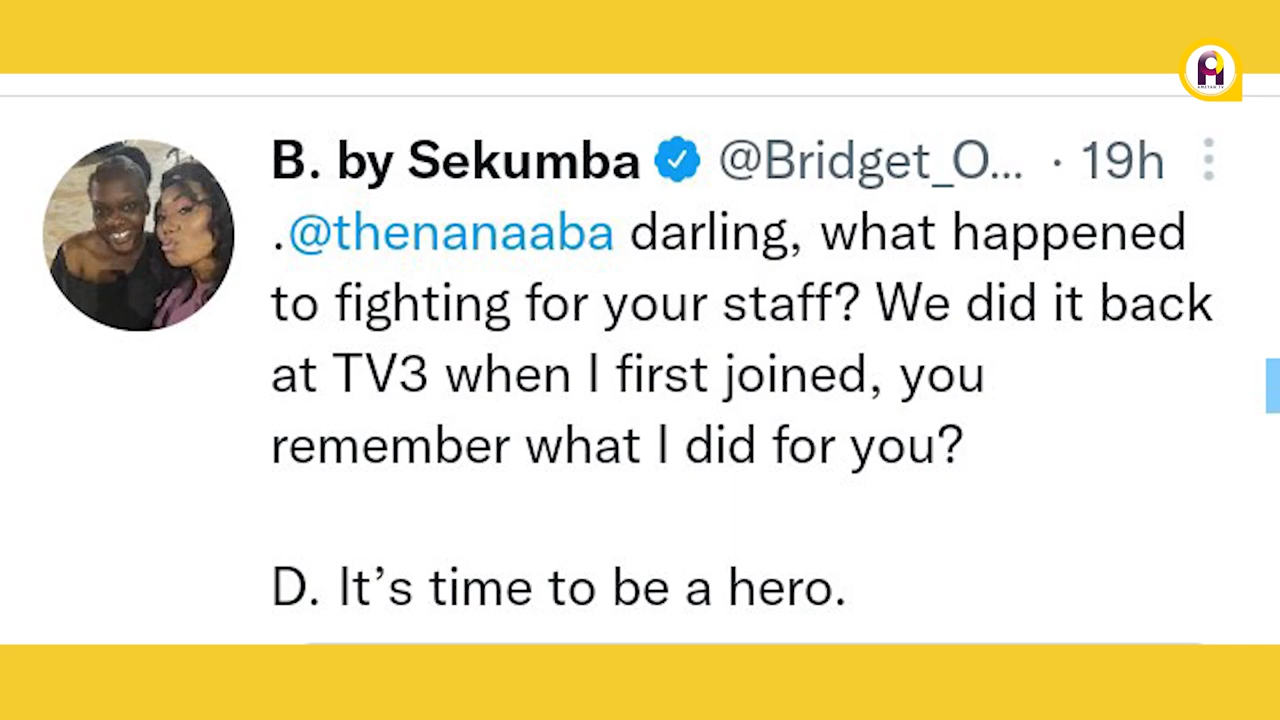 B. by Sekumba @Bridget_O... · 19h
.@thenanaaba darling, what happened
to fighting for your staff? We did it back
at TV3 when I first joined, you
remember what I did for you?
D. It’s time to be a hero.